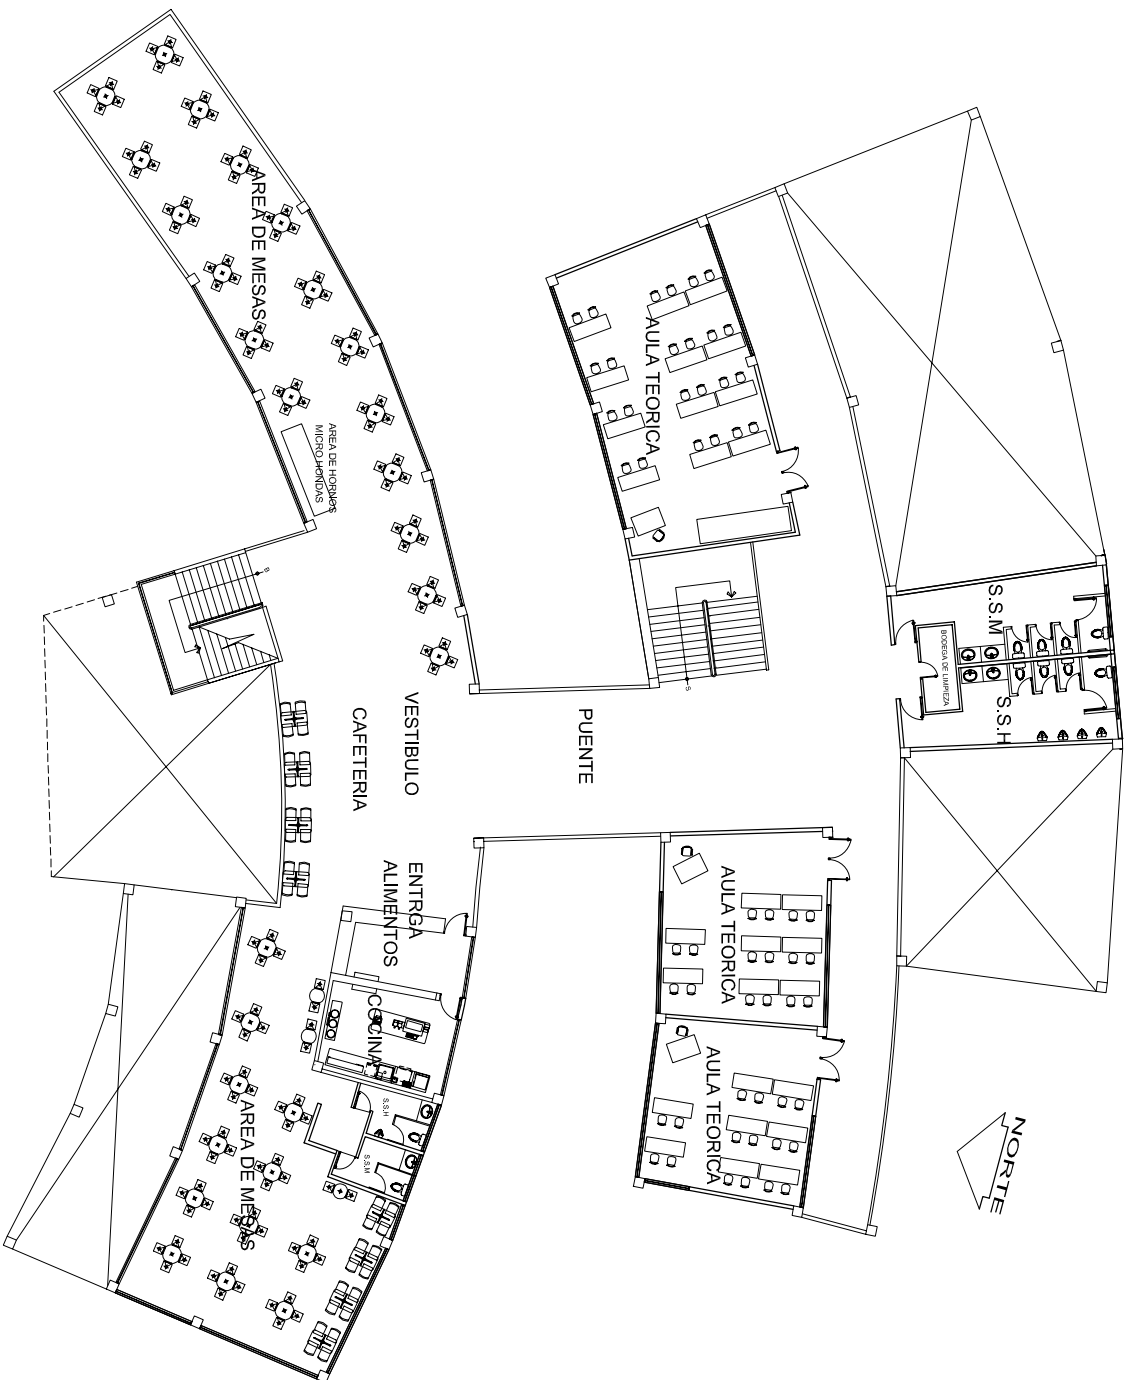 AREA DE MESAS
AREA DE HORNOS
MICRO HONDAS
B
AULA TEORICA
S
S.S.M
BODEGA DE LIMPIEZA
S.S.H
PUENTE
VESTIBULO
CAFETERIA
ENTRGA
ALIMENTOS
COCINA
S.S.H
S.S.M
AREA DE MESAS
AULA TEORICA
AULA TEORICA
NORTE